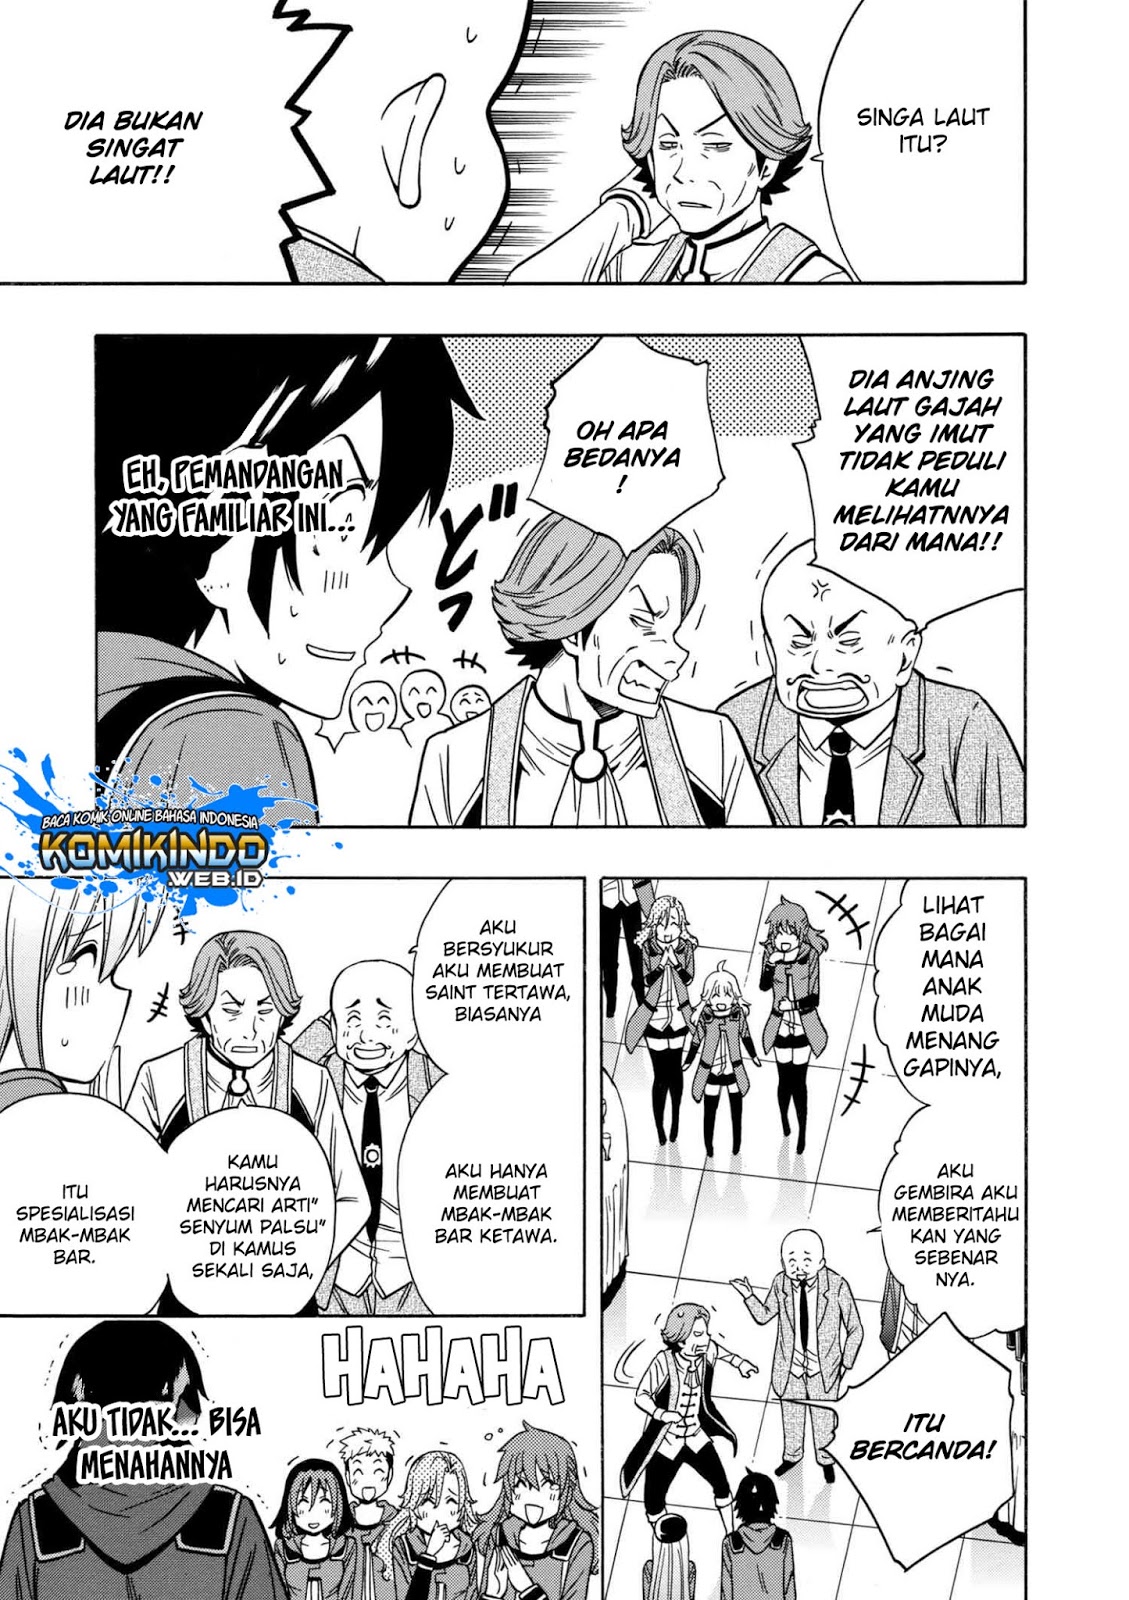 SINGA LAUT
ITU?
DIA BUKAN
SINGAT
LAUT!!
DIA ANJING
LAUT GAJAH
YANG IMUT
TIDAK PEDULI
KAMU
MELIHATNNYA
DARI MANA!!
OH APA
BEDANYA
!
どっ
EH, PEMANDANGAN
YANG FAMILIAR INI...
BACA KOMIK ONLINE BAHASA INDONESIA
KOMIKINDO
.WEB.ID
LIHAT
BAGAI
MANA
ANAK
MUDA
MENANG
GAPINYA,
AKU
GEMBIRA AKU
MEMBERITAHU
KAN YANG
SEBENAR
NYA.
ITU
BERCANDA!
AKU
BERSYUKUR
AKU MEMBUAT
SAINT TERTAWA,
BIASANYA
AKU HANYA
MEMBUAT
MBAK-MBAK
BAR KETAWA.
KAMU
HARUSNYA
MENCARI ARTI"
SENYUM PALSU"
DI KAMUS
SEKALI SAJA,
ITU
SPESIALISASI
MBAK-MBAK
BAR.
HAHAHA
AKU TIDAK... BISA
MENAHANNYA